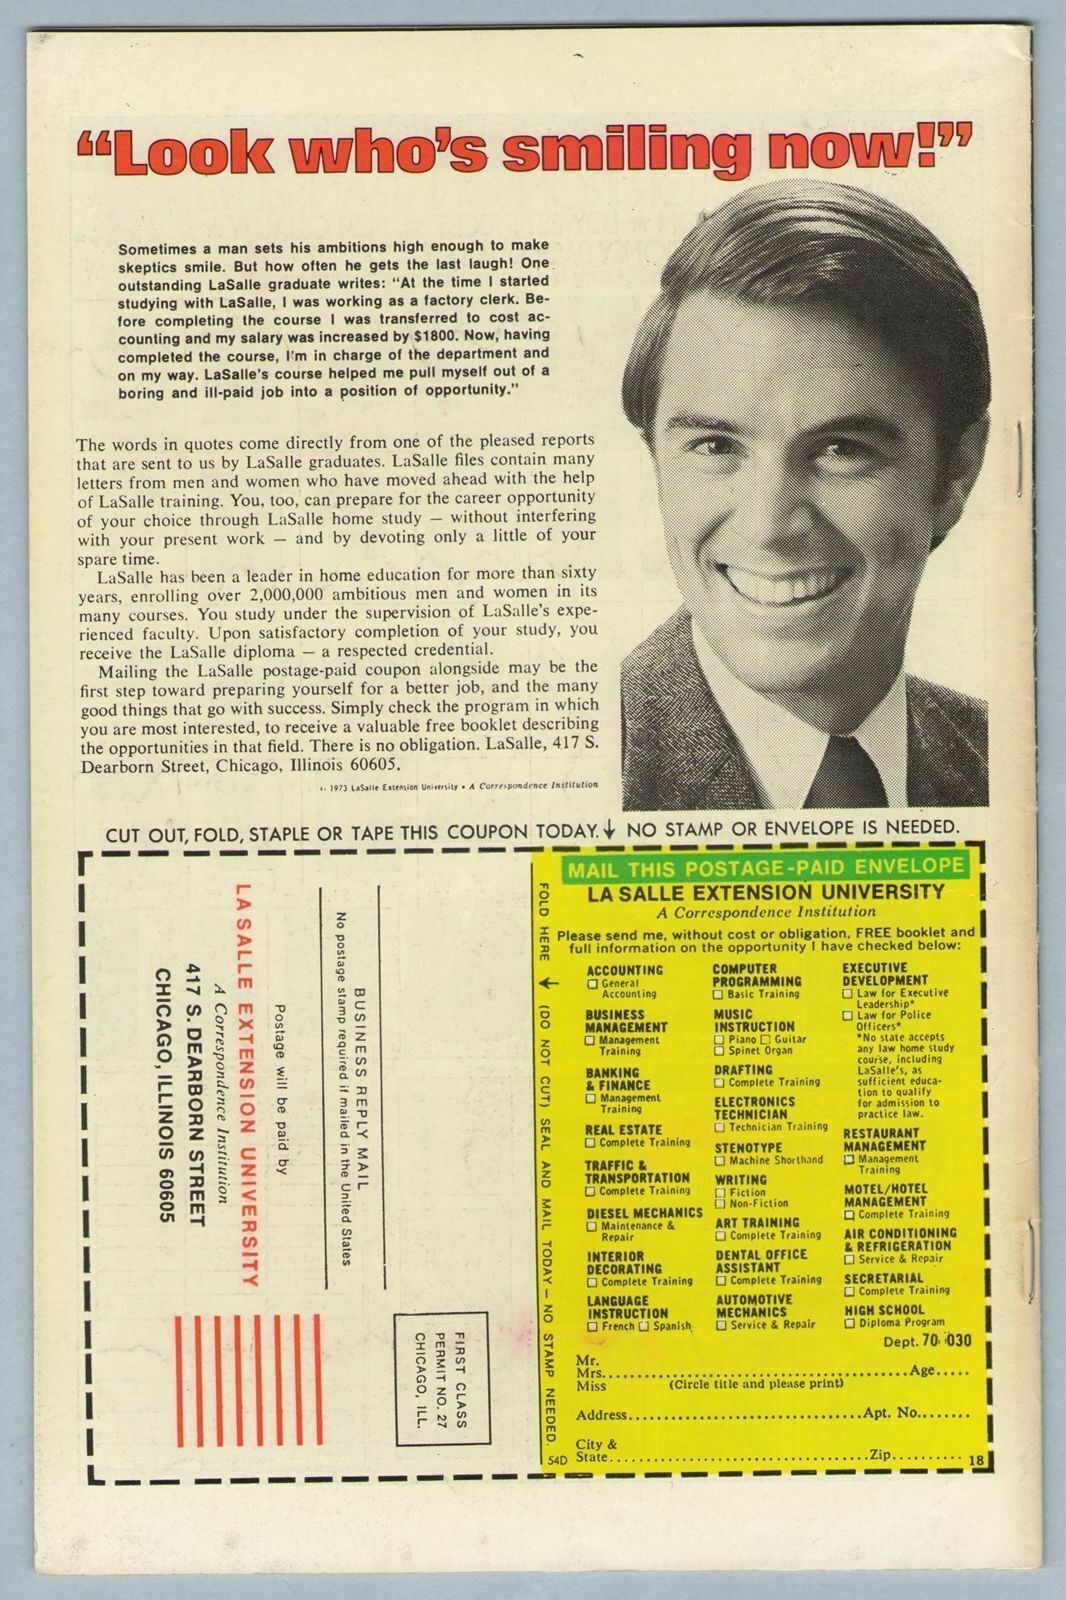 “Look who’s smiling now!”
Sometimes a man sets his ambitions high enough to make
skeptics smile. But how often he gets the last laugh! One
outstanding LaSalle graduate writes: “At the time I started
studying with LaSalle, I was working as a factory clerk. Be-
fore completing the course I was transferred to cost ac-
counting and my salary was increased by $1800. Now, having
completed the course, I’m in charge of the department and
on my way. LaSalle’s course helped me pull myself out of a
boring and ill-paid job into a position of opportunity.”
The words in quotes come directly from one of the pleased reports
that are sent to us by LaSalle graduates. LaSalle files contain many
letters from men and women who have moved ahead with the help
of LaSalle training. You, too, can prepare for the career opportunity
of your choice through LaSalle home study — without interfering
with your present work — and by devoting only a little of your
spare time.
LaSalle has been a leader in home education for more than sixty
years, enrolling over 2,000,000 ambitious men and women in its
many courses. You study under the supervision of LaSalle’s expe-
rienced faculty. Upon satisfactory completion of your study, you
receive the LaSalle diploma — a respected credential.
Mailing the LaSalle postage-paid coupon alongside may be the
first step toward preparing yourself for a better job, and the many
good things that go with success. Simply check the program in which
you are most interested, to receive a valuable free booklet describing
the opportunities in that field. There is no obligation. LaSalle, 417 S.
Dearborn Street, Chicago, Illinois 60605.
1973 LaSalle Extension University • A Correspondence Institution
CUT OUT, FOLD, STAPLE OR TAPE THIS COUPON TODAY. NO STAMP OR ENVELOPE IS NEEDED.
FIRST CLASS
PERMIT NO. 27
CHICAGO, ILL.
BUSINESS REPLY MAIL
No postage stamp required if mailed in the United States
Postage will be paid by
LA SALLE EXTENSION UNIVERSITY
A Correspondence Institution
417 S. DEARBORN STREET
CHICAGO, ILLINOIS 60605
FOLD HERE (DO NOT CUT) SEAL AND MAIL TODAY — NO STAMP NEEDED.
MAIL THIS POSTAGE-PAID ENVELOPE
LA SALLE EXTENSION UNIVERSITY
A Correspondence Institution
Please send me, without cost or obligation, FREE booklet and
full information on the opportunity I have checked below:
ACCOUNTING
☐ General
Accounting
BUSINESS
MANAGEMENT
☐ Management
Training
BANKING
& FINANCE
☐ Management
Training
REAL ESTATE
☐ Complete Training
TRAFFIC &
TRANSPORTATION
☐ Complete Training
DIESEL MECHANICS
☐ Maintenance &
Repair
INTERIOR
DECORATING
☐ Complete Training
LANGUAGE
INSTRUCTION
☐ French ☐ Spanish
COMPUTER
PROGRAMMING
☐ Basic Training
MUSIC
INSTRUCTION
☐ Piano ☐ Guitar
☐ Spinet Organ
DRAFTING
☐ Complete Training
ELECTRONICS
TECHNICIAN
☐ Technician Training
STENOTYPE
☐ Machine Shorthand
WRITING
☐ Fiction
☐ Non-Fiction
ART TRAINING
☐ Complete Training
DENTAL OFFICE
ASSISTANT
☐ Complete Training
AUTOMOTIVE
MECHANICS
☐ Service & Repair
EXECUTIVE
DEVELOPMENT
☐ Law for Executive
Leadership*
☐ Law for Police
Officers*
*No state accepts
any law home study
course, including
LaSalle’s, as
sufficient educa-
tion to qualify
for admission to
practice law.
RESTAURANT
MANAGEMENT
☐ Management
Training
MOTEL/HOTEL
MANAGEMENT
☐ Complete Training
AIR CONDITIONING
& REFRIGERATION
☐ Service & Repair
SECRETARIAL
☐ Complete Training
HIGH SCHOOL
☐ Diploma Program
Dept. 70-030
Mr.
Mrs. Age
Miss (Circle title and please print)
Address Apt. No.
City &
State Zip
54D 18